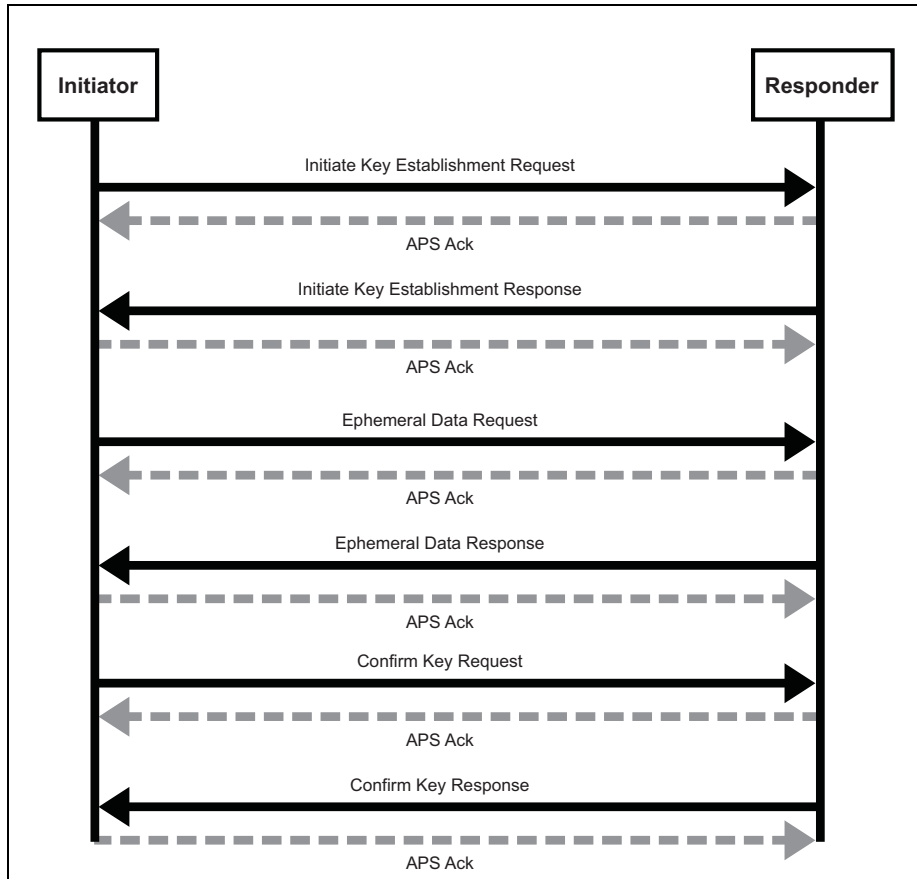 Initiator
Responder
Initiate Key Establishment Request
APS Ack
Initiate Key Establishment Response
APS Ack
Ephemeral Data Request
APS Ack
Ephemeral Data Response
APS Ack
Confirm Key Request
APS Ack
Confirm Key Response
APS Ack